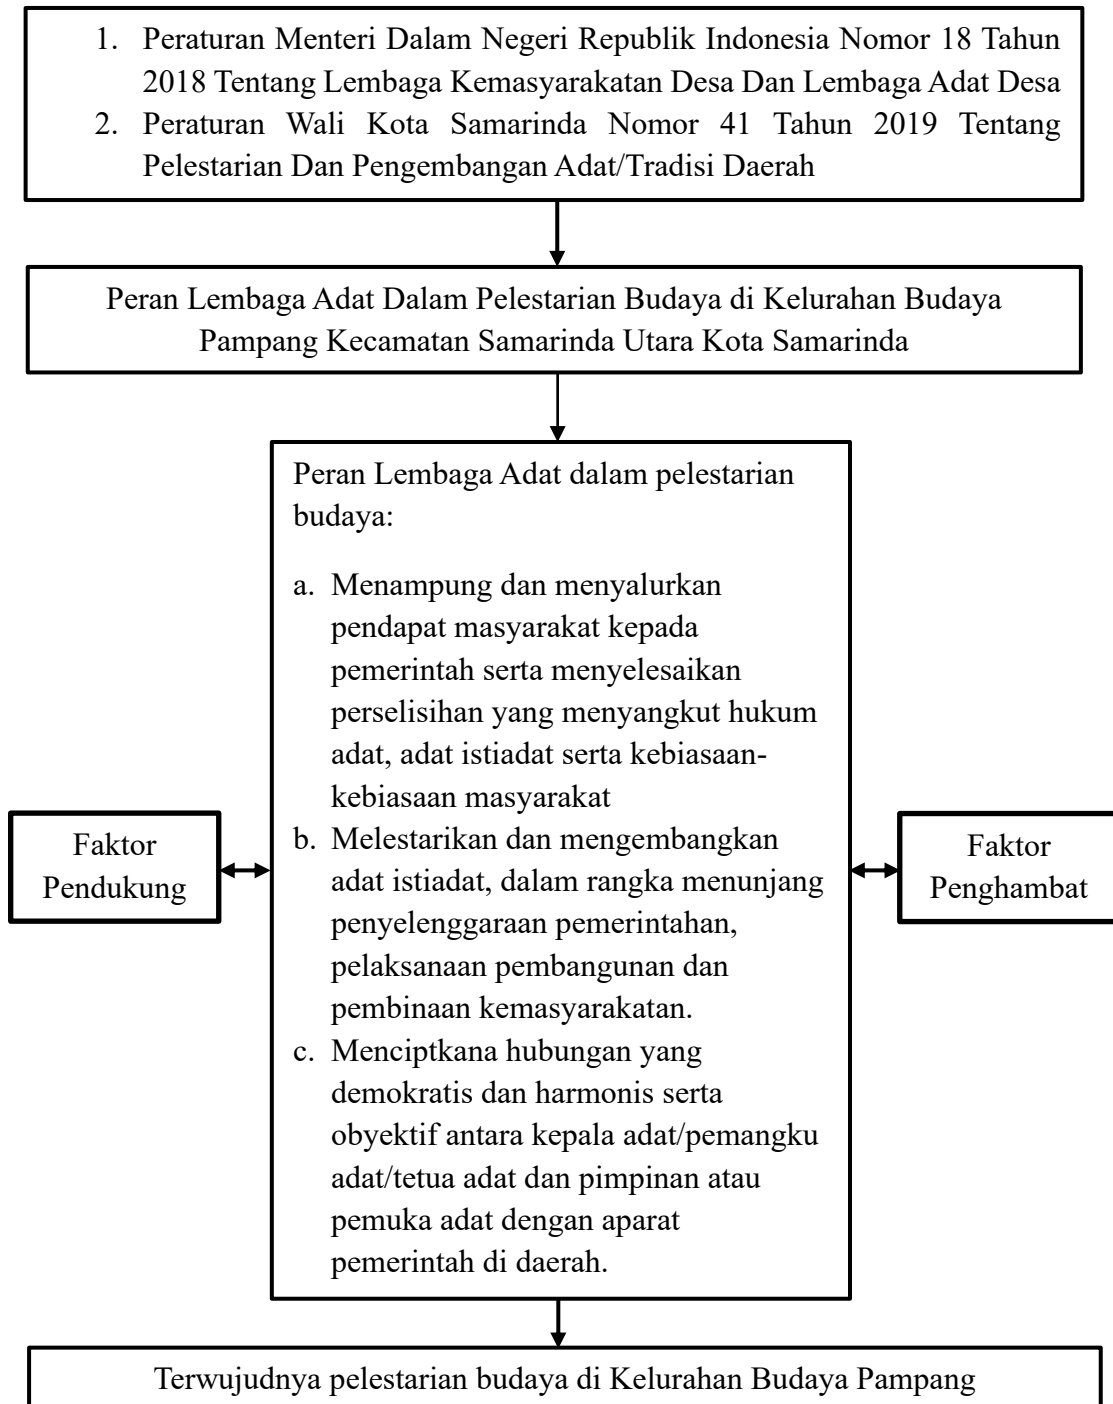 1. Peraturan Menteri Dalam Negeri Republik Indonesia Nomor 18 Tahun
2018 Tentang Lembaga Kemasyarakatan Desa Dan Lembaga Adat Desa
2. Peraturan Wali Kota Samarinda Nomor 41 Tahun 2019 Tentang
Pelestarian Dan Pengembangan Adat/Tradisi Daerah
Peran Lembaga Adat Dalam Pelestarian Budaya di Kelurahan Budaya
Pampang Kecamatan Samarinda Utara Kota Samarinda
Peran Lembaga Adat dalam pelestarian
budaya:
a. Menampung dan menyalurkan
pendapat masyarakat kepada
pemerintah serta menyelesaikan
perselisihan yang menyangkut hukum
adat, adat istiadat serta kebiasaan-
kebiasaan masyarakat
b. Melestarikan dan mengembangkan
adat istiadat, dalam rangka menunjang
penyelenggaraan pemerintahan,
pelaksanaan pembangunan dan
pembinaan kemasyarakatan.
c. Menciptkana hubungan yang
demokratis dan harmonis serta
obyektif antara kepala adat/pemangku
adat/tetua adat dan pimpinan atau
pemuka adat dengan aparat
pemerintah di daerah.
Faktor
Pendukung
Faktor
Penghambat
Terwujudnya pelestarian budaya di Kelurahan Budaya Pampang